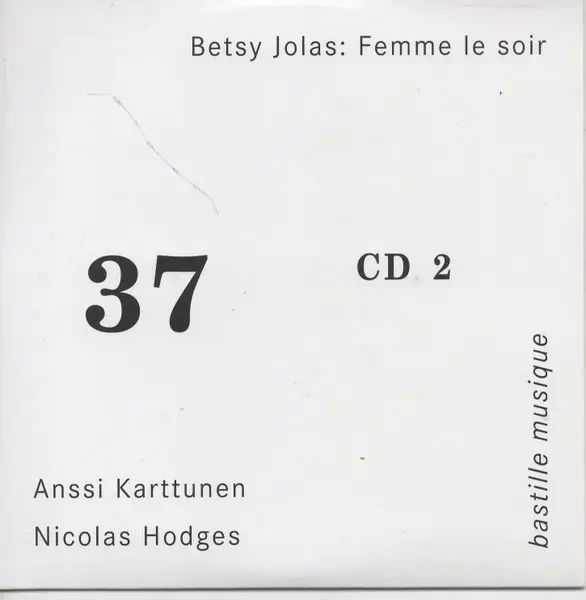 Betsy Jolas: Femme le soir
37
CD 2
bastille musique
Anssi Karttunen
Nicolas Hodges